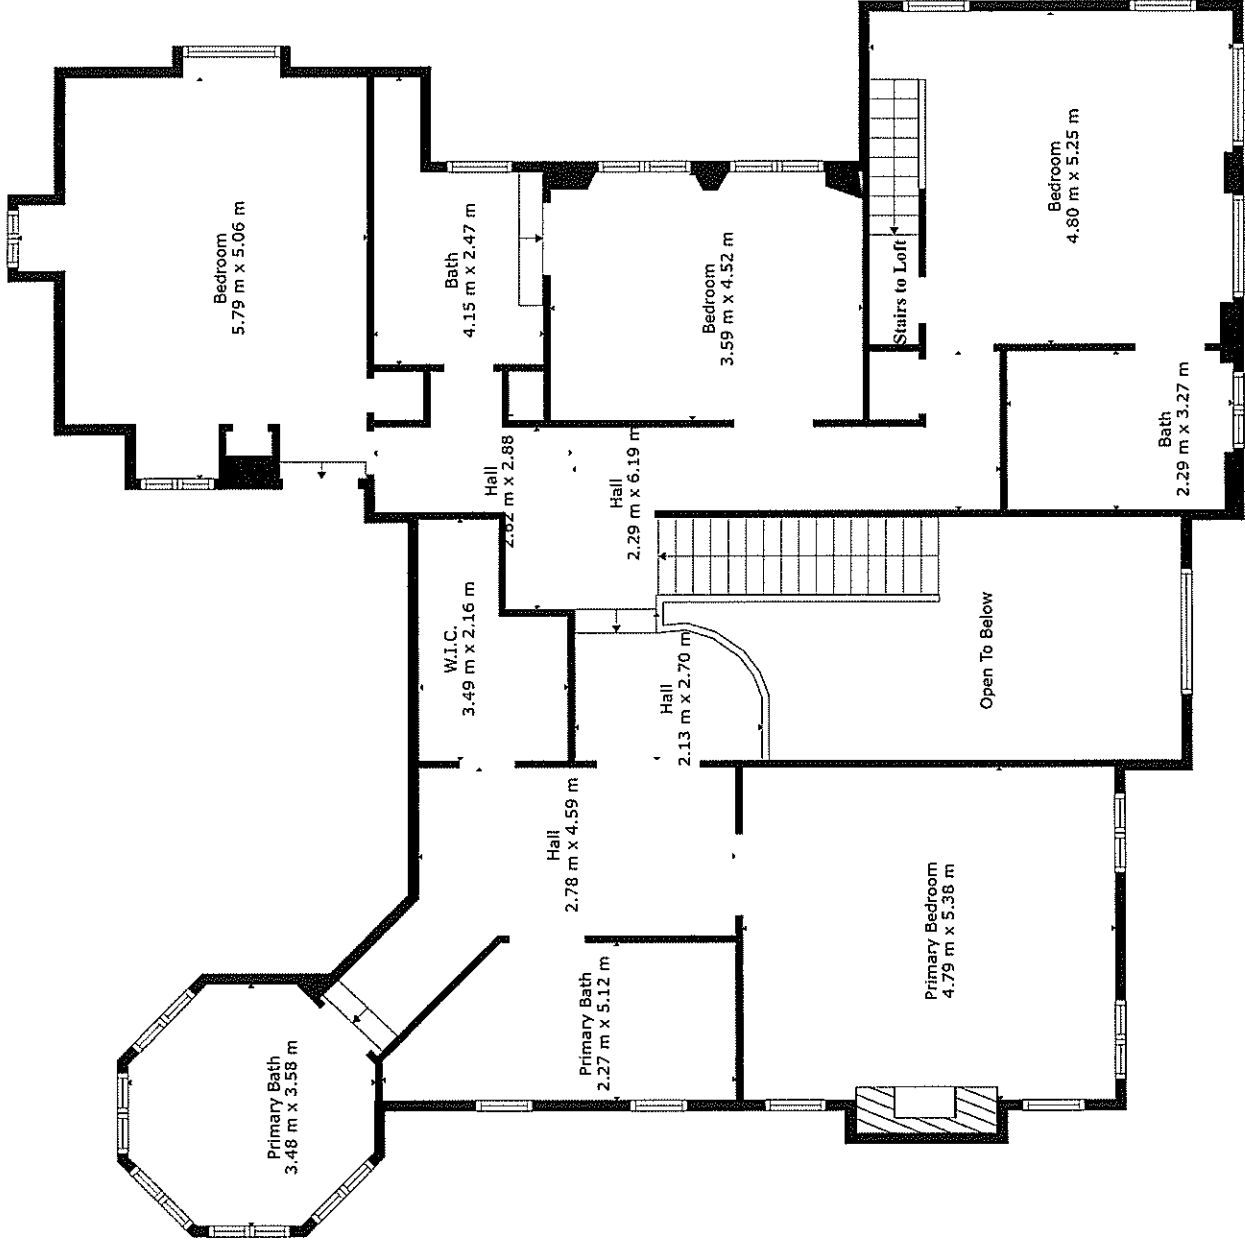 Bedroom
5.79 m x 5.06 m
Bath
4.15 m x 2.47 m
Bedroom
3.59 m x 4.52 m
Stairs to Loft
Bedroom
4.80 m x 5.25 m
Bath
2.29 m x 3.27 m
Hall
2.62 m x 2.88
Hall
2.29 m x 6.19 m
W.I.C.
3.49 m x 2.16 m
Hall
2.13 m x 2.70 m
Open To Below
Hall
2.78 m x 4.59 m
Primary Bedroom
4.79 m x 5.38 m
Primary Bath
2.27 m x 5.12 m
Primary Bath
3.48 m x 3.58 m